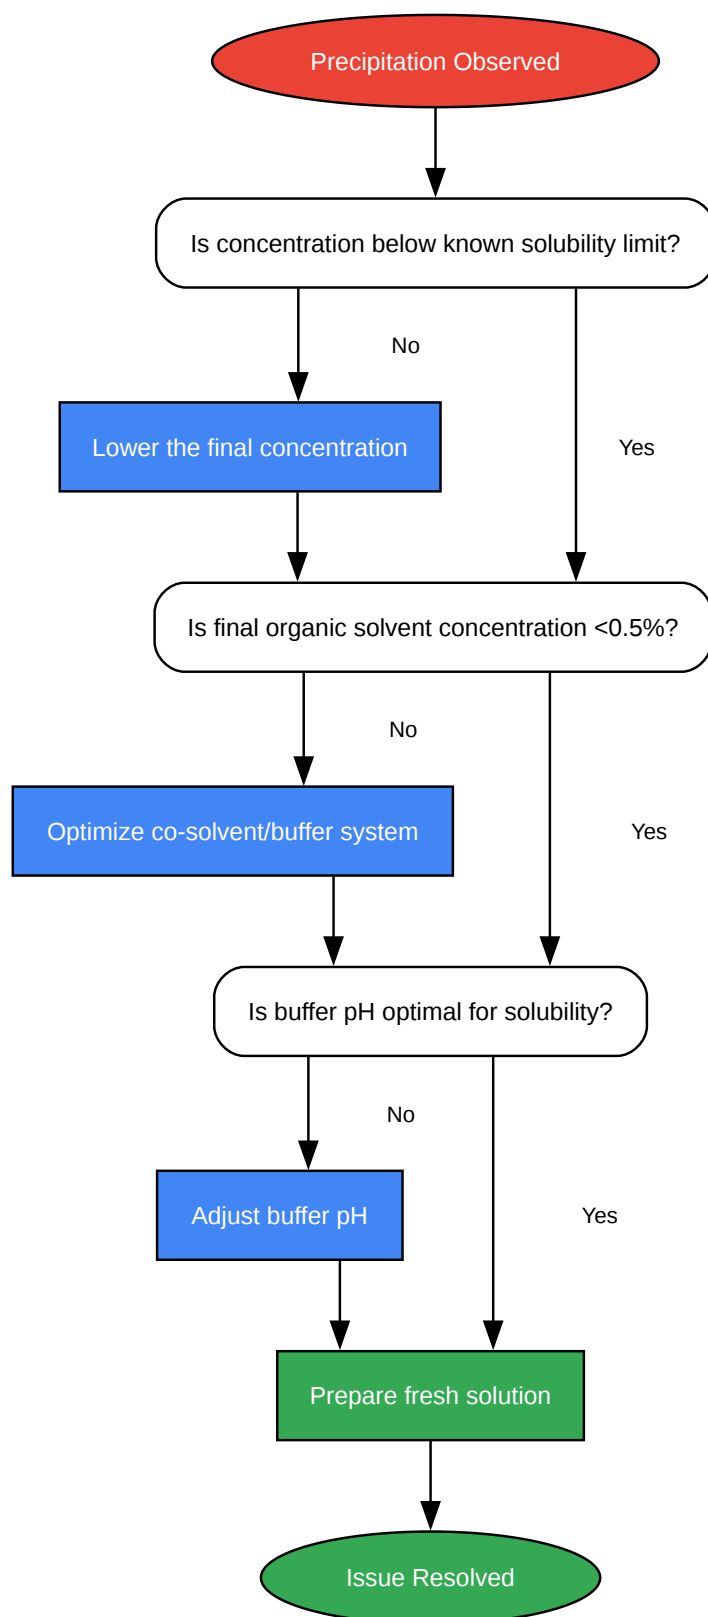 Precipitation Observed
Is concentration below known solubility limit?
No
Lower the final concentration
Yes
Is final organic solvent concentration <0.5%?
No
Optimize co-solvent/buffer system
Yes
Is buffer pH optimal for solubility?
No
Adjust buffer pH
Yes
Prepare fresh solution
Issue Resolved